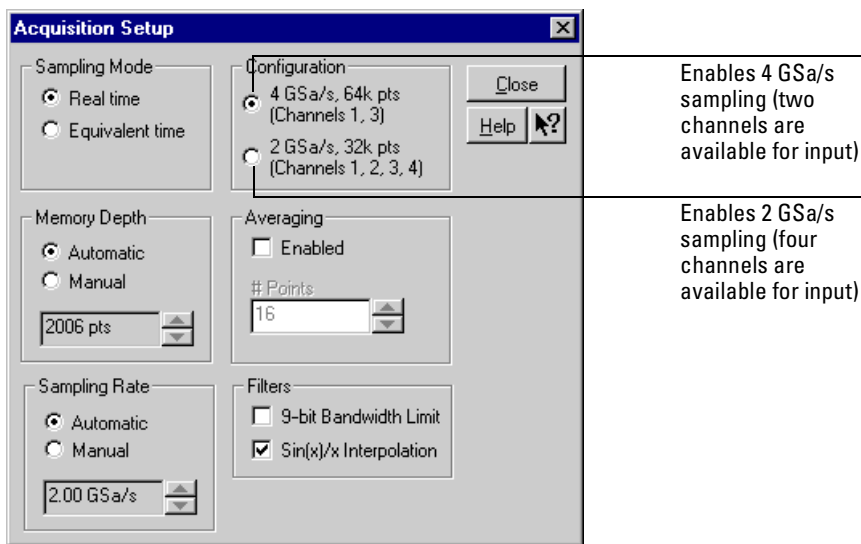 Acquisition Setup
Sampling Mode
Real time
Equivalent time
Configuration
4 GSa/s, 64k pts
(Channels 1, 3)
2 GSa/s, 32k pts
(Channels 1, 2, 3, 4)
Close
Help
?
Memory Depth
Automatic
Manual
2006 pts
Averaging
Enabled
# Points
16
Sampling Rate
Automatic
Manual
2.00 GSa/s
Filters
9-bit Bandwidth Limit
Sin(x)/x Interpolation
Enables 4 GSa/s
sampling (two
channels are
available for input)
Enables 2 GSa/s
sampling (four
channels are
available for input)